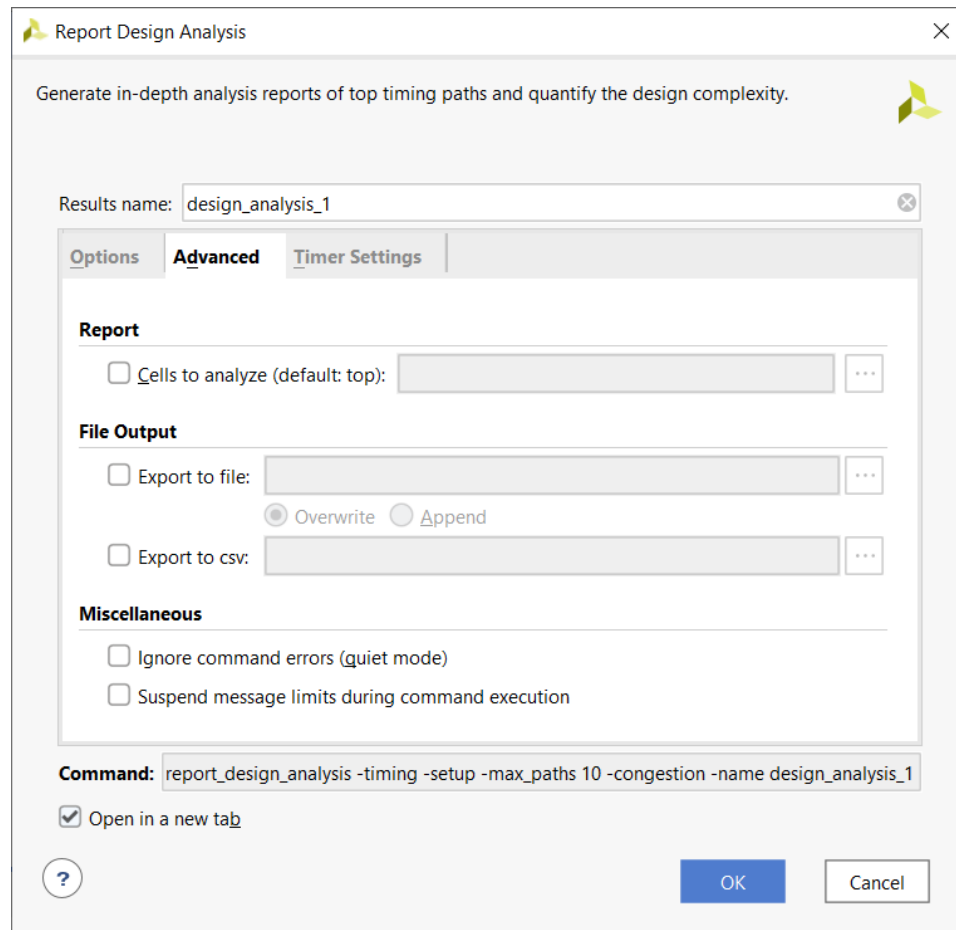 Report Design Analysis
Generate in-depth analysis reports of top timing paths and quantify the design complexity.
Results name: design_analysis_1
Options Advanced Timer Settings
Report
Cells to analyze (default: top): ...
File Output
Export to file: ...
Overwrite Append
Export to csv: ...
Miscellaneous
Ignore command errors (quiet mode)
Suspend message limits during command execution
Command: report_design_analysis -timing -setup -max_paths 10 -congestion -name design_analysis_1
Open in a new tab
? OK Cancel